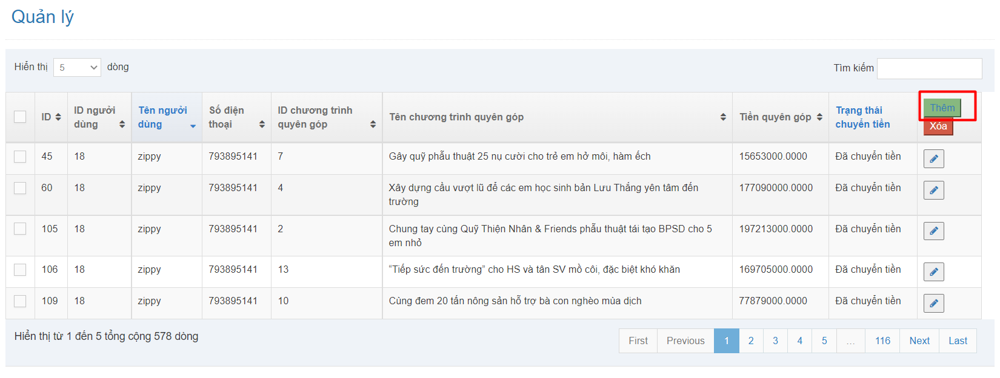 Quản lý
Hiển thị 5 dòng
Tìm kiếm
ID
ID người dùng
Tên người dùng
Số điện thoại
ID chương trình quyên góp
Tên chương trình quyên góp
Tiền quyên góp
Trạng thái chuyển tiền
Thêm
Xóa
45 18 zippy 793895141 7 Gây quỹ phẫu thuật 25 nụ cười cho trẻ em hở môi, hàm ếch 15653000.0000 Đã chuyển tiền
60 18 zippy 793895141 4 Xây dựng cầu vượt lũ để các em học sinh bản Lưu Thắng yên tâm đến 177090000.0000 Đã chuyển tiền
trường
105 18 zippy 793895141 2 Chung tay cùng Quỹ Thiện Nhân & Friends phẫu thuật tái tạo BPSD cho 5 197213000.0000 Đã chuyển tiền
em nhỏ
106 18 zippy 793895141 13 “Tiếp sức đến trường” cho HS và tân SV mồ côi, đặc biệt khó khăn 169705000.0000 Đã chuyển tiền
109 18 zippy 793895141 10 Cùng đem 20 tấn nông sản hỗ trợ bà con nghèo mùa dịch 77879000.0000 Đã chuyển tiền
Hiển thị từ 1 đến 5 tổng cộng 578 dòng
First Previous 1 2 3 4 5 ... 116 Next Last